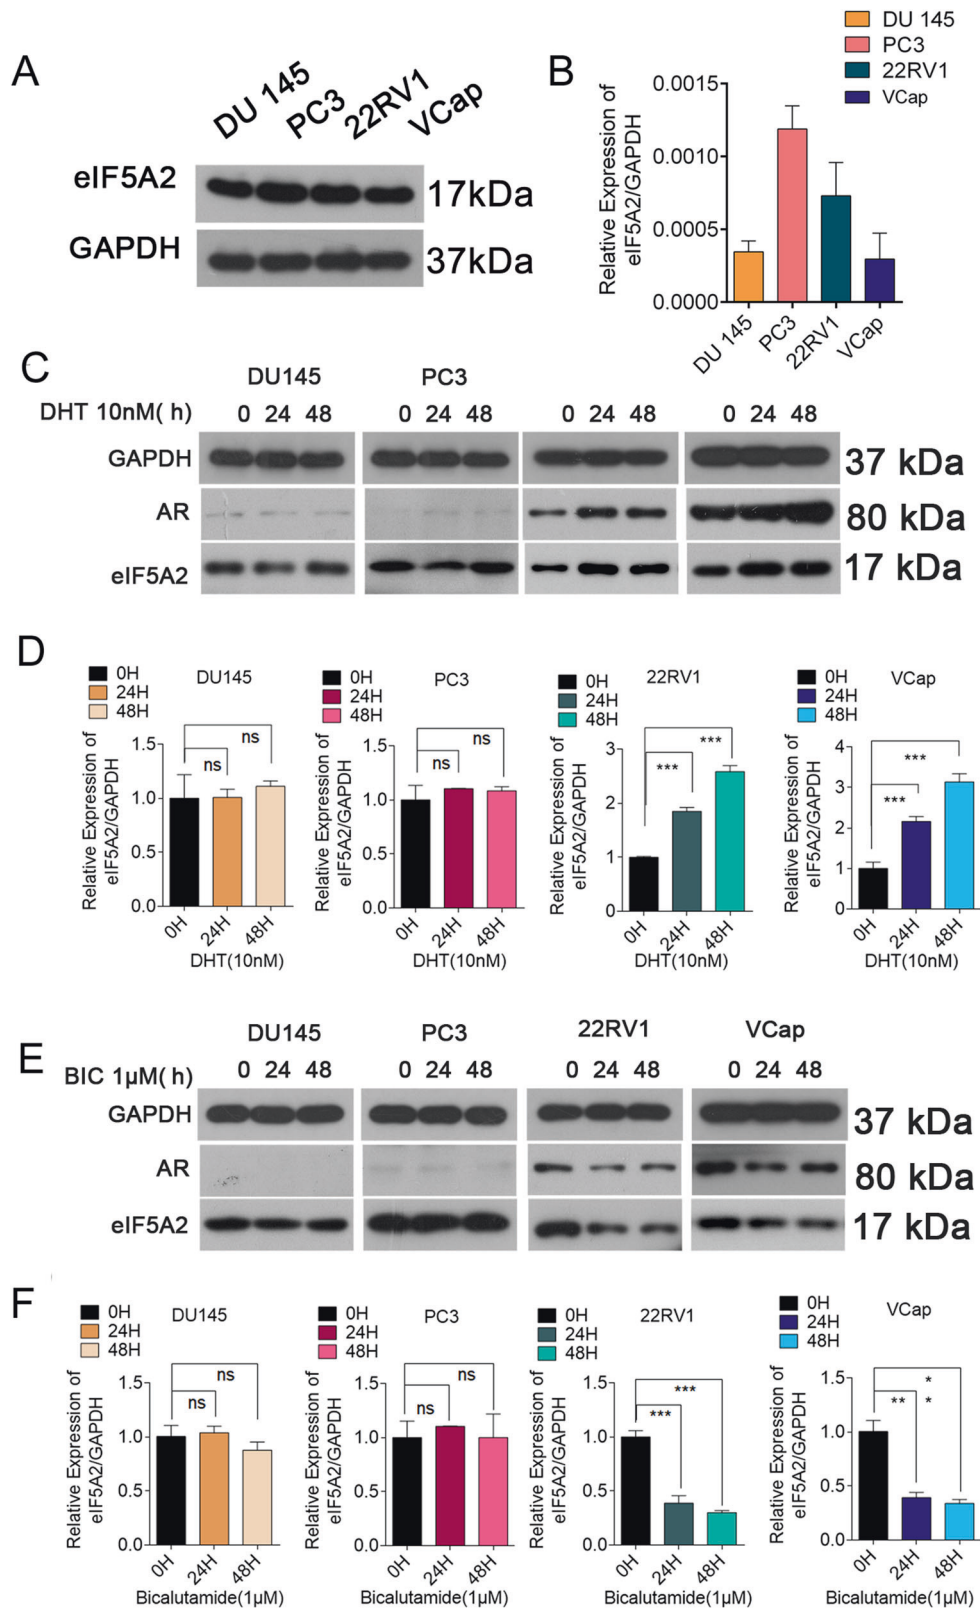 A
DU 145
PC3
22RV1
VCap
eIF5A2
17kDa
GAPDH
37kDa
B
DU 145
PC3
22RV1
VCap
Relative Expression of
eIF5A2/GAPDH
0.0015
0.0010
0.0005
0.0000
DU 145
PC3
22RV1
VCap
C
DU145 PC3
DHT 10nM( h) 0 24 48 0 24 48 0 24 48 0 24 48
GAPDH 37 kDa
AR 80 kDa
eIF5A2 17 kDa
D
0H
24H
48H
DU145
ns
ns
Relative Expression of
eIF5A2/GAPDH
1.5
1.0
0.5
0.0
0H 24H 48H
DHT(10nM)
0H
24H
48H
PC3
ns
ns
Relative Expression of
eIF5A2/GAPDH
1.5
1.0
0.5
0.0
0H 24H 48H
DHT(10nM)
0H
24H
48H
22RV1
***
***
Relative Expression of
eIF5A2/GAPDH
3
2
1
0
0H 24H 48H
DHT(10nM)
0H
24H
48H
VCap
***
***
Relative Expression of
eIF5A2/GAPDH
4
3
2
1
0
0H 24H 48H
DHT(10nM)
E
DU145 PC3 22RV1 VCap
BIC 1µM( h) 0 24 48 0 24 48 0 24 48 0 24 48
GAPDH 37 kDa
AR 80 kDa
eIF5A2 17 kDa
F
0H
24H
48H
DU145
ns
ns
Relative Expression of
eIF5A2/GAPDH
1.5
1.0
0.5
0.0
0H 24H 48H
Bicalutamide(1µM)
0H
24H
48H
PC3
ns
ns
Relative Expression of
eIF5A2/GAPDH
1.5
1.0
0.5
0.0
0H 24H 48H
Bicalutamide(1µM)
0H
24H
48H
22RV1
***
***
Relative Expression of
eIF5A2/GAPDH
1.5
1.0
0.5
0.0
0H 24H 48H
Bicalutamide(1µM)
0H
24H
48H
VCap
*
** *
Relative Expression of
eIF5A2/GAPDH
1.5
1.0
0.5
0.0
0H 24H 48H
Bicalutamide(1µM)